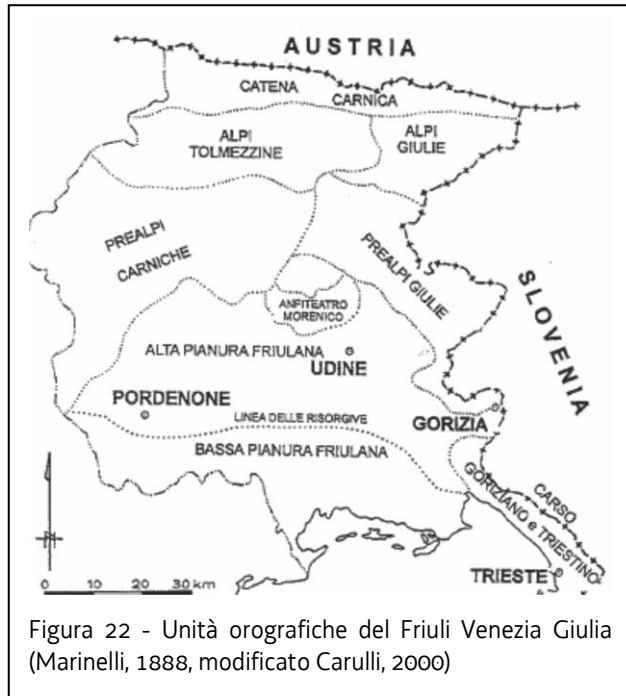 AUSTRIA
CATENA
CARNICA
ALPI
TOLMEZZINE
ALPI
GIULIE
PREALPI
CARNICHE
PREALPI GIULIE
SLOVENIA
ANFITEATRO
MORENICO
ALTA PIANURA FRIULANA
UDINE
PORDENONE
LINEA DELLE RISORGIVE
GORIZIA
BASSA PIANURA FRIULANA
CARSO
GORIZIANO e TRIESTINO
TRIESTE
N
0 10 20 30 km
Figura 22 - Unità orografiche del Friuli Venezia Giulia
(Marinelli, 1888, modificato Carulli, 2000)